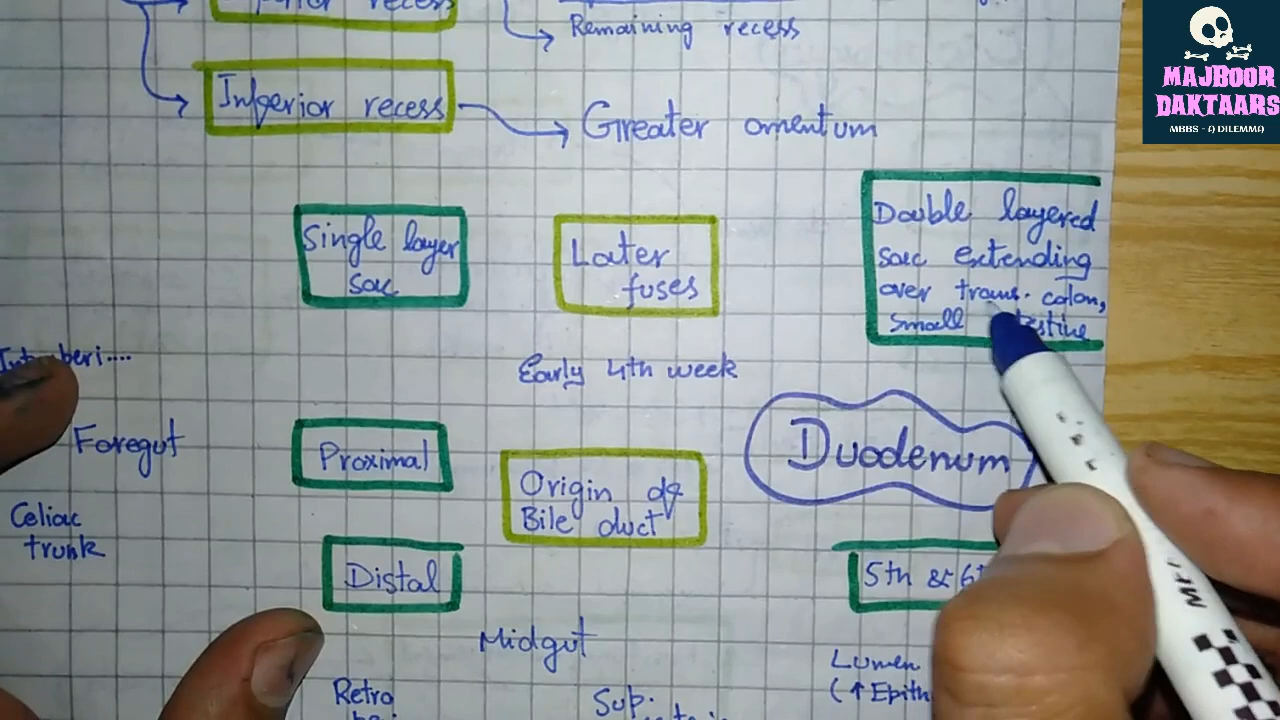 recess
Remaining recess
Inferior recess
Greater omentum
Single layer
sac
Later
fuses
Double layered
sac extending
over trans. colon,
small
Early 4th week
Foregut
Proximal
Origin of
Bile duct
Duodenum
Celiac
trunk
Distal
5th &
Midgut
Lumen
Retro
Sup.
MAJBOOR
DAKTAARS
MBBS - A DILEMMA